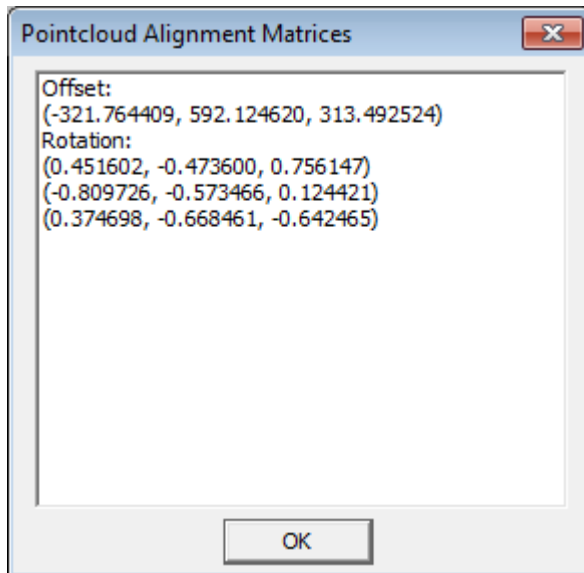 Pointcloud Alignment Matrices
Offset:
(-321.764409, 592.124620, 313.492524)
Rotation:
(0.451602, -0.473600, 0.756147)
(-0.809726, -0.573466, 0.124421)
(0.374698, -0.668461, -0.642465)
OK